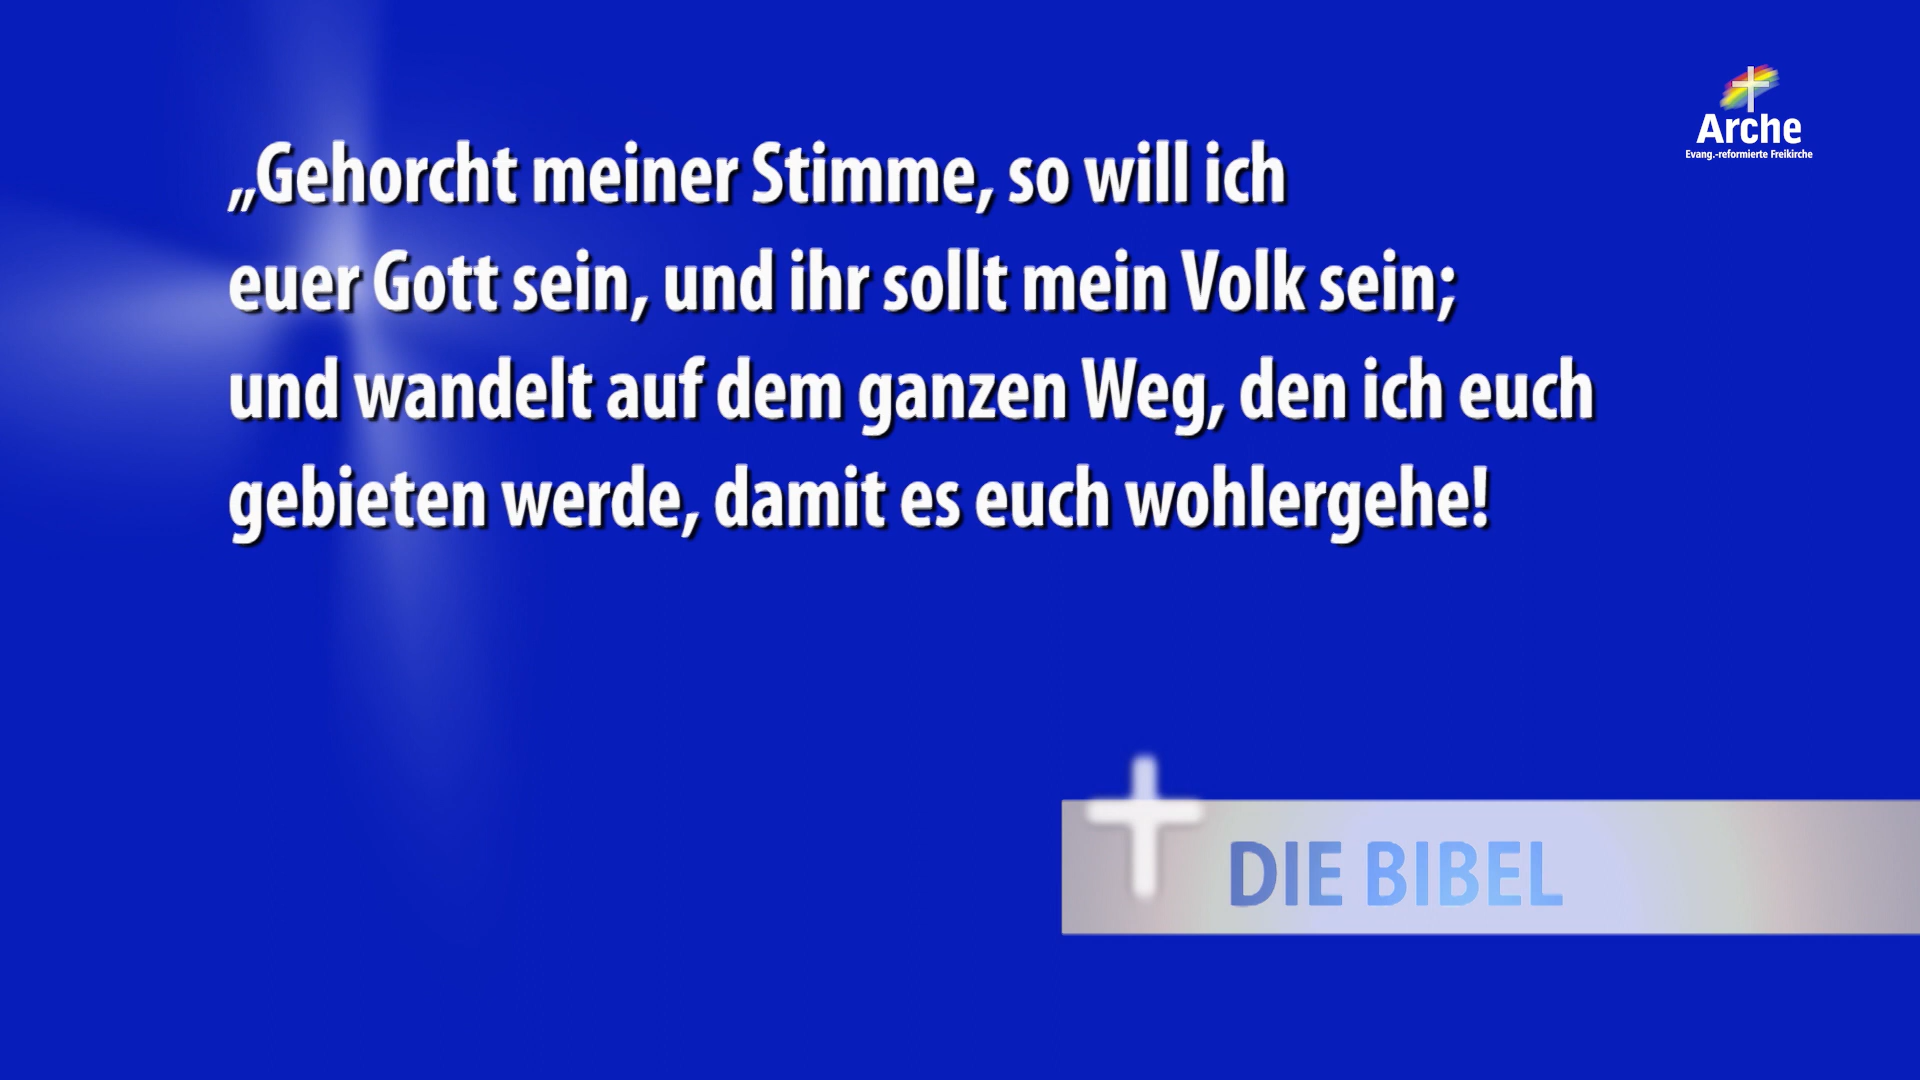 Arche
Evang.-reformierte Freikirche
„Gehorcht meiner Stimme, so will ich
euer Gott sein, und ihr sollt mein Volk sein;
und wandelt auf dem ganzen Weg, den ich euch
gebieten werde, damit es euch wohlergehe!
DIE BIBEL